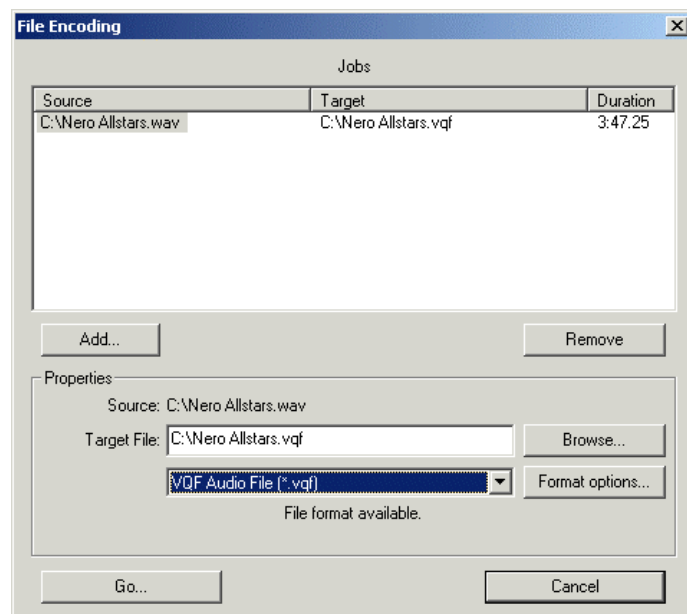 File Encoding
Jobs
Source Target Duration
C:\Nero Allstars.wav C:\Nero Allstars.vqf 3:47.25
Add... Remove
Properties
Source: C:\Nero Allstars.wav
Target File: C:\Nero Allstars.vqf Browse...
VQF Audio File (*.vqf) Format options...
File format available.
Go... Cancel